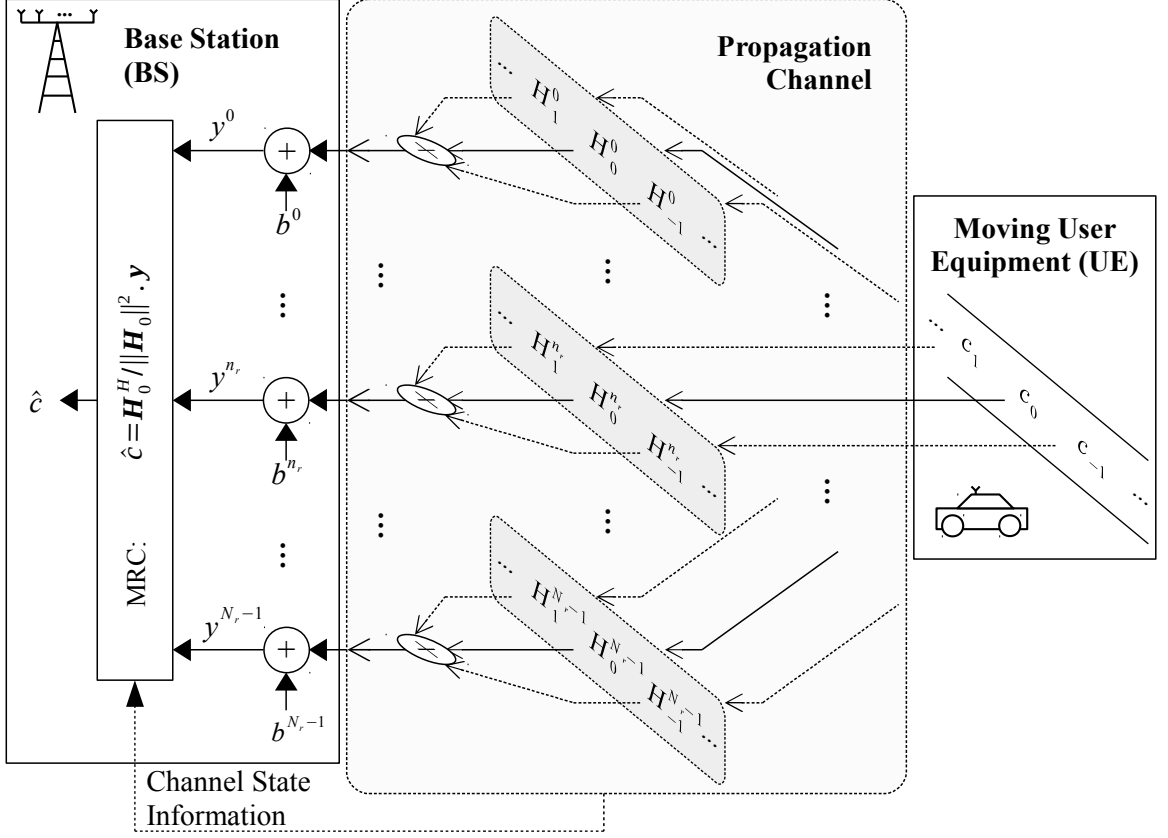 Base Station
(BS)
Propagation
Channel
Moving User
Equipment (UE)
y^0
+
b^0
y^{n_r}
+
b^{n_r}
y^{N_r−1}
+
b^{N_r−1}
ĉ
MRC: ĉ=H_0^H/||H_0||^2 . y
... H_1^0 H_0^0 H_{−1}^0 ...
... H_1^{n_r} H_0^{n_r} H_{−1}^{n_r} ...
... H_1^{N_r−1} H_0^{N_r−1} H_{−1}^{N_r−1} ...
... c_1 c_0 c_{−1} ...
Channel State
Information